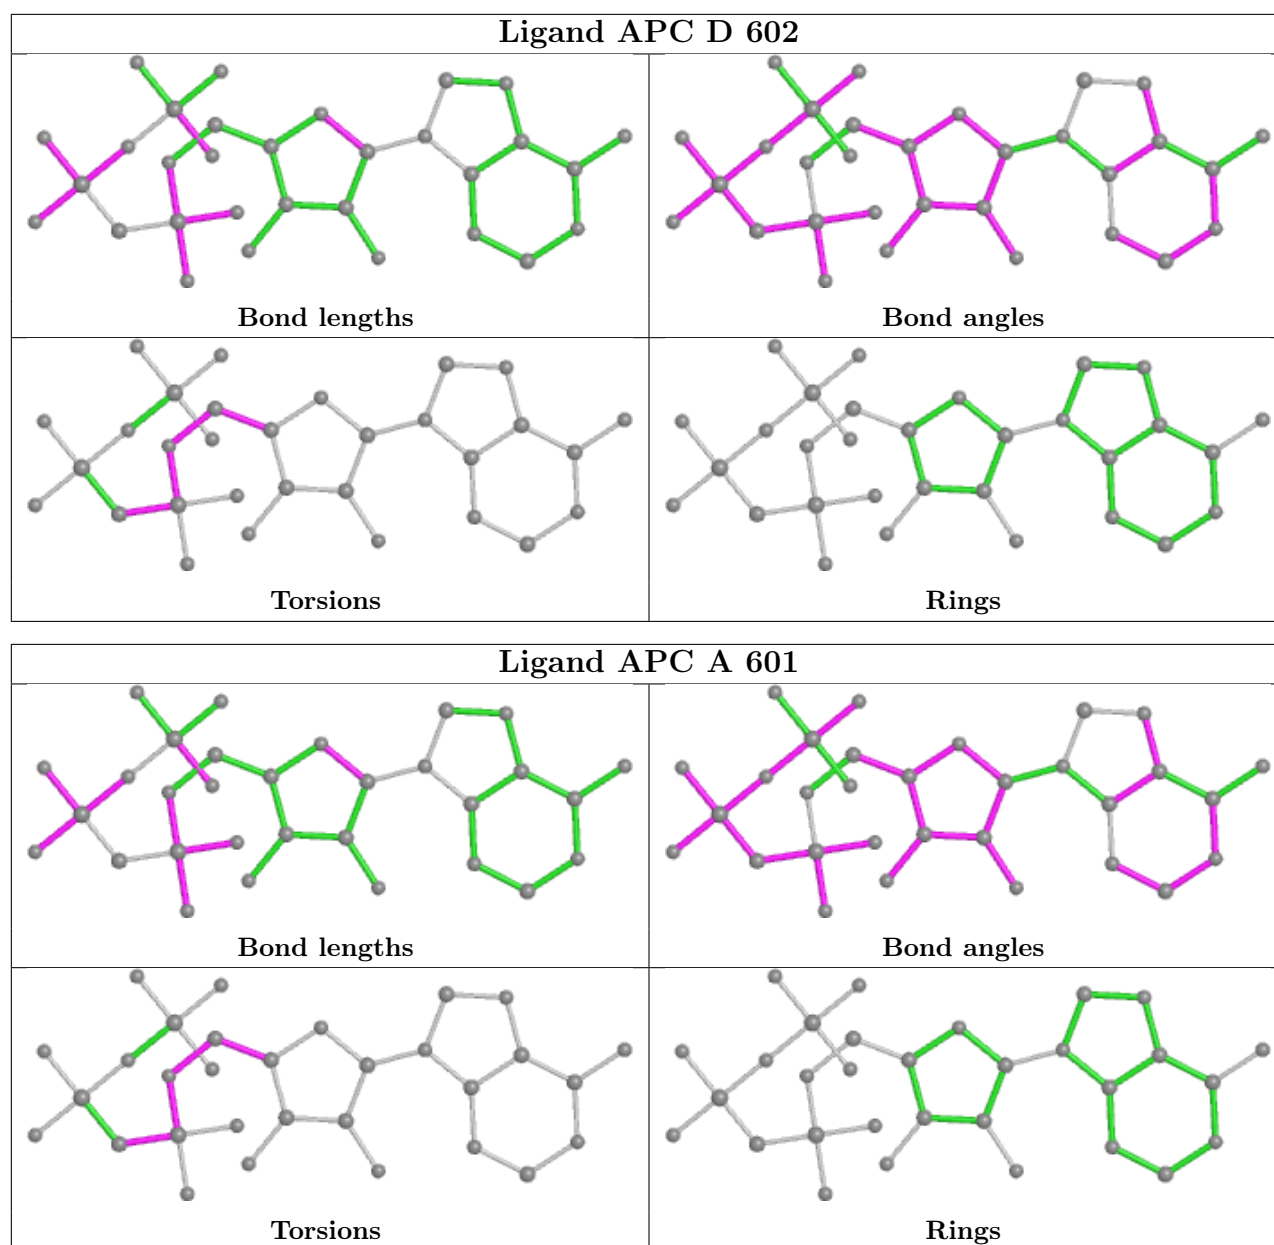 Ligand APC D 602
Bond lengths
Bond angles
Torsions
Rings
Ligand APC A 601
Bond lengths
Bond angles
Torsions
Rings